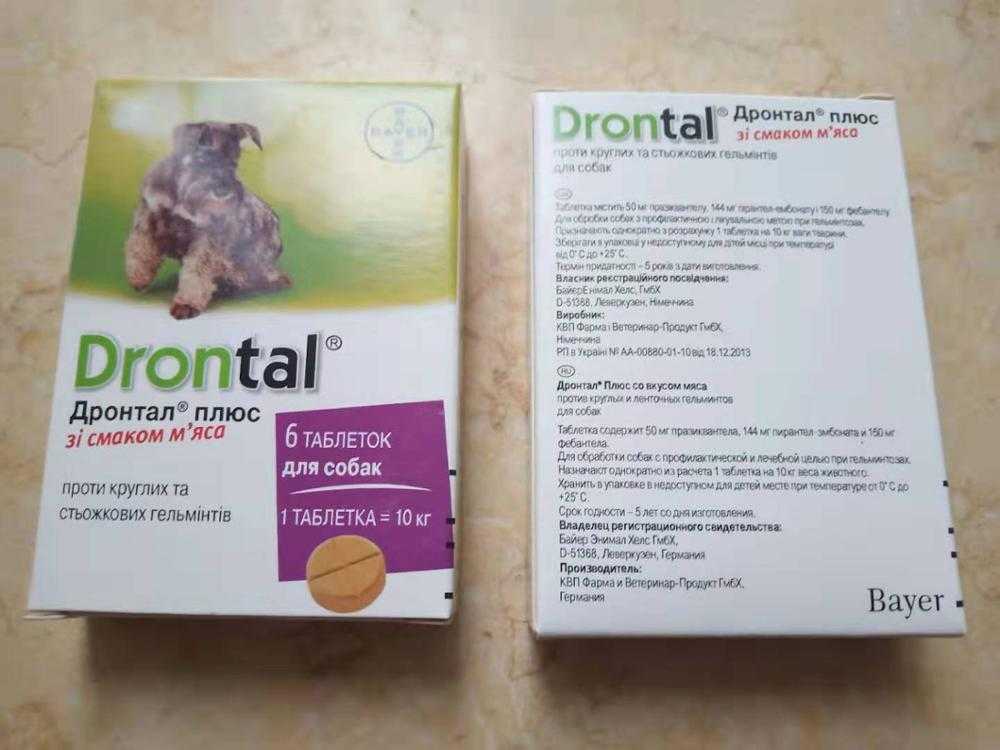 BAYER
BAYER
Drontal®
Дронтал® плюс
зі смаком м'яса
проти круглих та
стьожкових гельмінтів
6 ТАБЛЕТОК
для собак
1 ТАБЛЕТКА = 10 кг
Drontal® Дронтал® плюс
зі смаком м'яса
проти круглих та стьожкових гельмінтів
для собак
UA
Таблетка містить 50 мг празиквантелу, 144 мг пірантел-ембонату і 150 мг фебантелу.
Для обробки собак з профілактичною і лікувальною метою при гельмінтозах.
Призначають однократно з розрахунку 1 таблетка на 10 кг ваги тварини.
Зберігати в упаковці у недоступному для дітей місці при температурі
від 0° С до +25° С.
Термін придатності – 5 років з дати виготовлення.
Власник реєстраційного посвідчення:
Байєр Енімал Хелс, ГмбХ
D-51368, Леверкузен, Німеччина
Виробник:
КВП Фарма і Ветеринар-Продукт ГмбХ,
Німеччина
РП в Україні № АА-00880-01-10 від 18.12.2013
RU
Дронтал® Плюс со вкусом мяса
против круглых и ленточных гельминтов
для собак
Таблетка содержит 50 мг празиквантела, 144 мг пирантел-эмбоната и 150 мг
фебантела.
Для обработки собак с профилактической и лечебной целью при гельминтозах.
Назначают однократно из расчета 1 таблетка на 10 кг веса животного.
Хранить в упаковке в недоступном для детей месте при температуре от 0° С до
+25° С.
Срок годности – 5 лет со дня изготовления.
Владелец регистрационного свидетельства:
Байер Энимал Хелс ГмбХ,
D-51368, Леверкузен, Германия
Производитель:
КВП Фарма и Ветеринар-Продукт ГмбХ,
Германия
Bayer